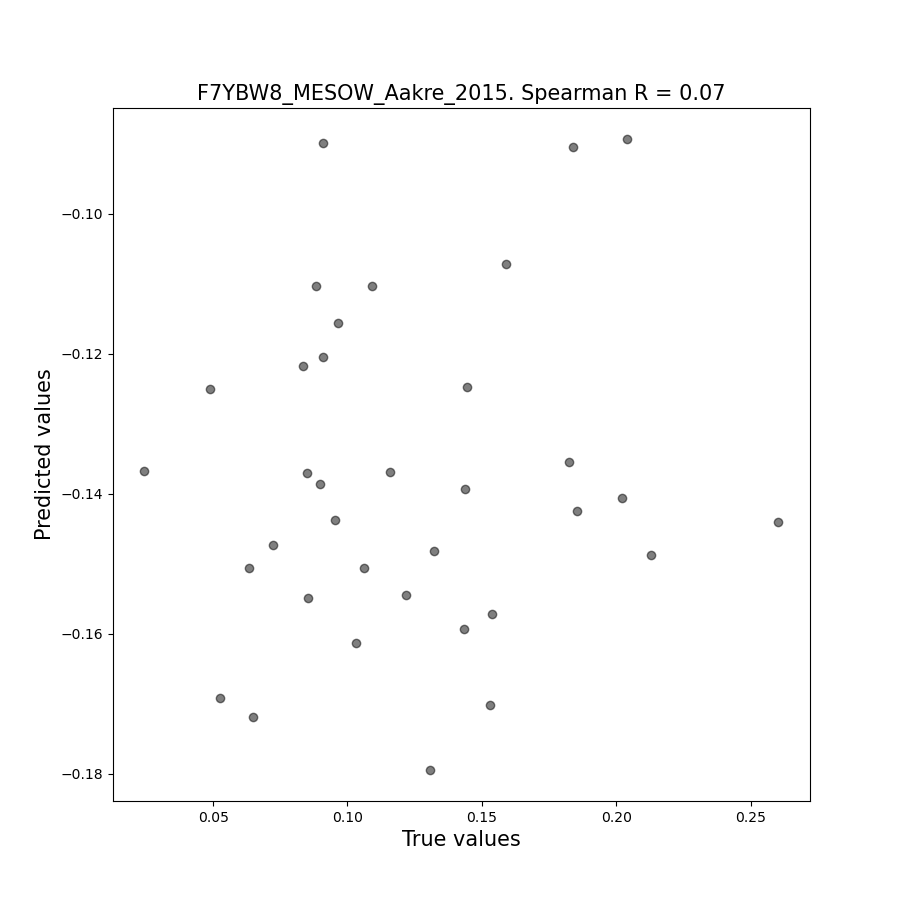 F7YBW8_MESOW_Aakre_2015. Spearman R = 0.07
−0.10
−0.12
−0.14
−0.16
−0.18
Predicted values
0.05 0.10 0.15 0.20 0.25
True values